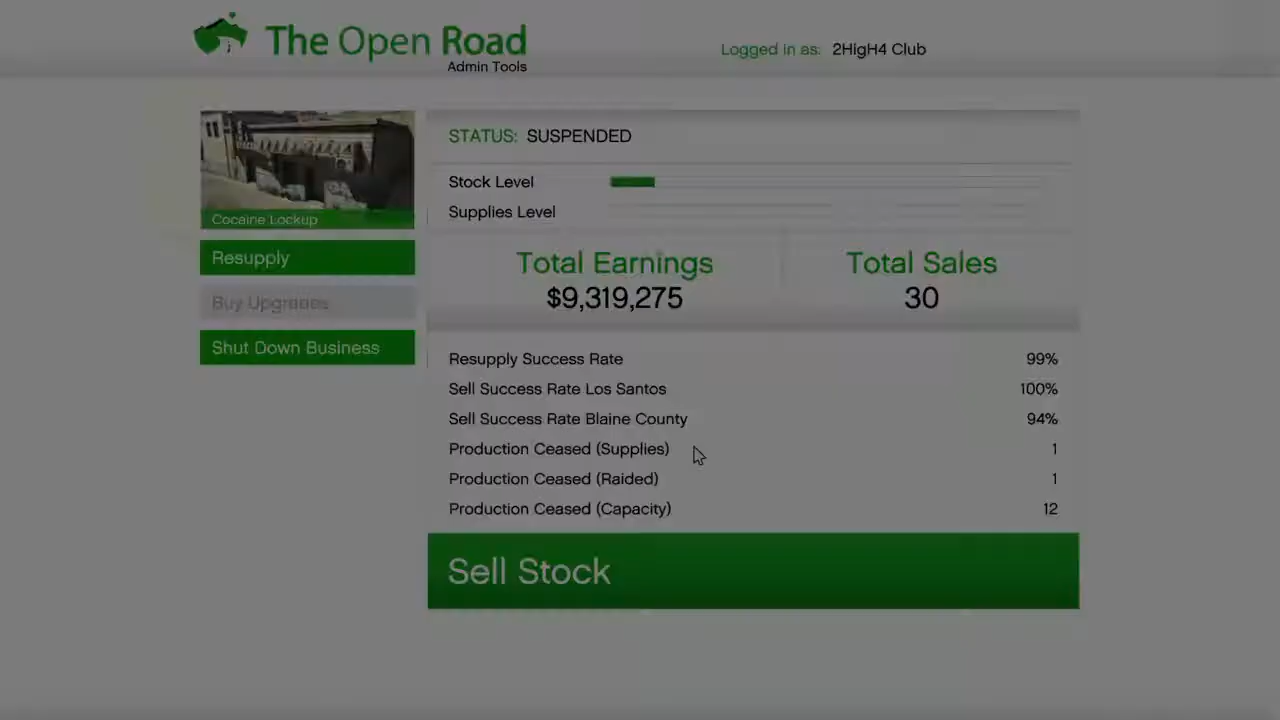 The Open Road
Admin Tools
Logged in as: 2HigH4 Club
Cocaine Lockup
Resupply
Buy Upgrades
Shut Down Business
STATUS: SUSPENDED
Stock Level
Supplies Level
Total Earnings
$9,319,275
Total Sales
30
Resupply Success Rate 99%
Sell Success Rate Los Santos 100%
Sell Success Rate Blaine County 94%
Production Ceased (Supplies) 1
Production Ceased (Raided) 1
Production Ceased (Capacity) 12
Sell Stock